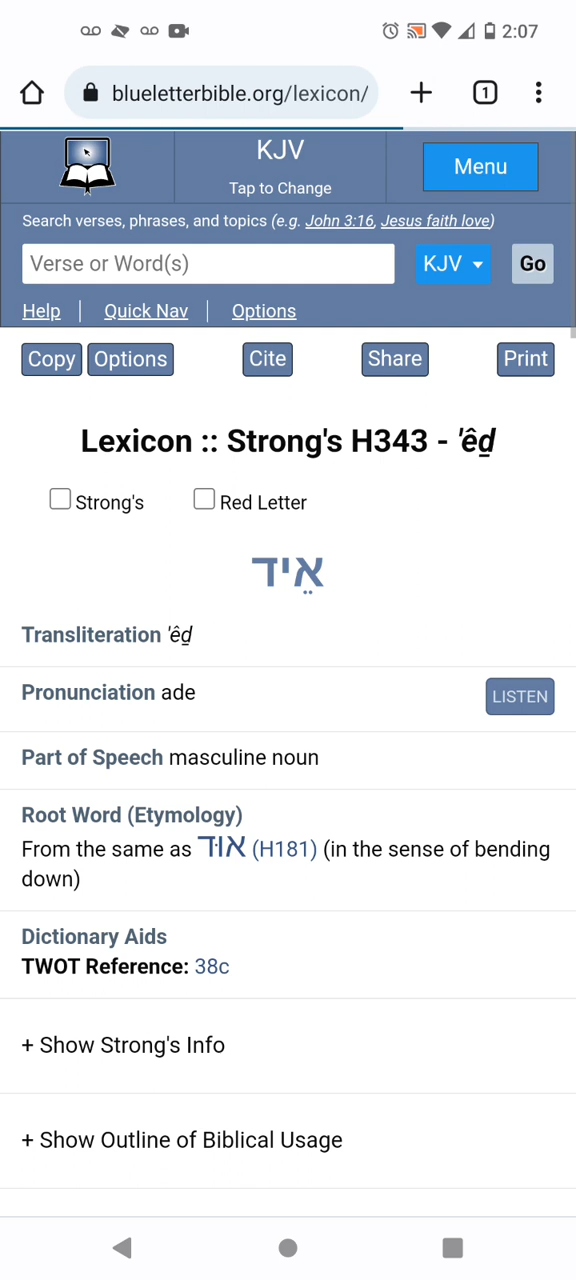 2:07
blueletterbible.org/lexicon/
1
KJV
Tap to Change
Menu
Search verses, phrases, and topics (e.g. John 3:16, Jesus faith love)
Verse or Word(s)
KJV
Go
Help
Quick Nav
Options
Copy
Options
Cite
Share
Print
Lexicon :: Strong's H343 - 'êḏ
Strong's
Red Letter
אֵיד
Transliteration 'êḏ
Pronunciation ade
LISTEN
Part of Speech masculine noun
Root Word (Etymology)
From the same as אוּד (H181) (in the sense of bending
down)
Dictionary Aids
TWOT Reference: 38c
+ Show Strong's Info
+ Show Outline of Biblical Usage